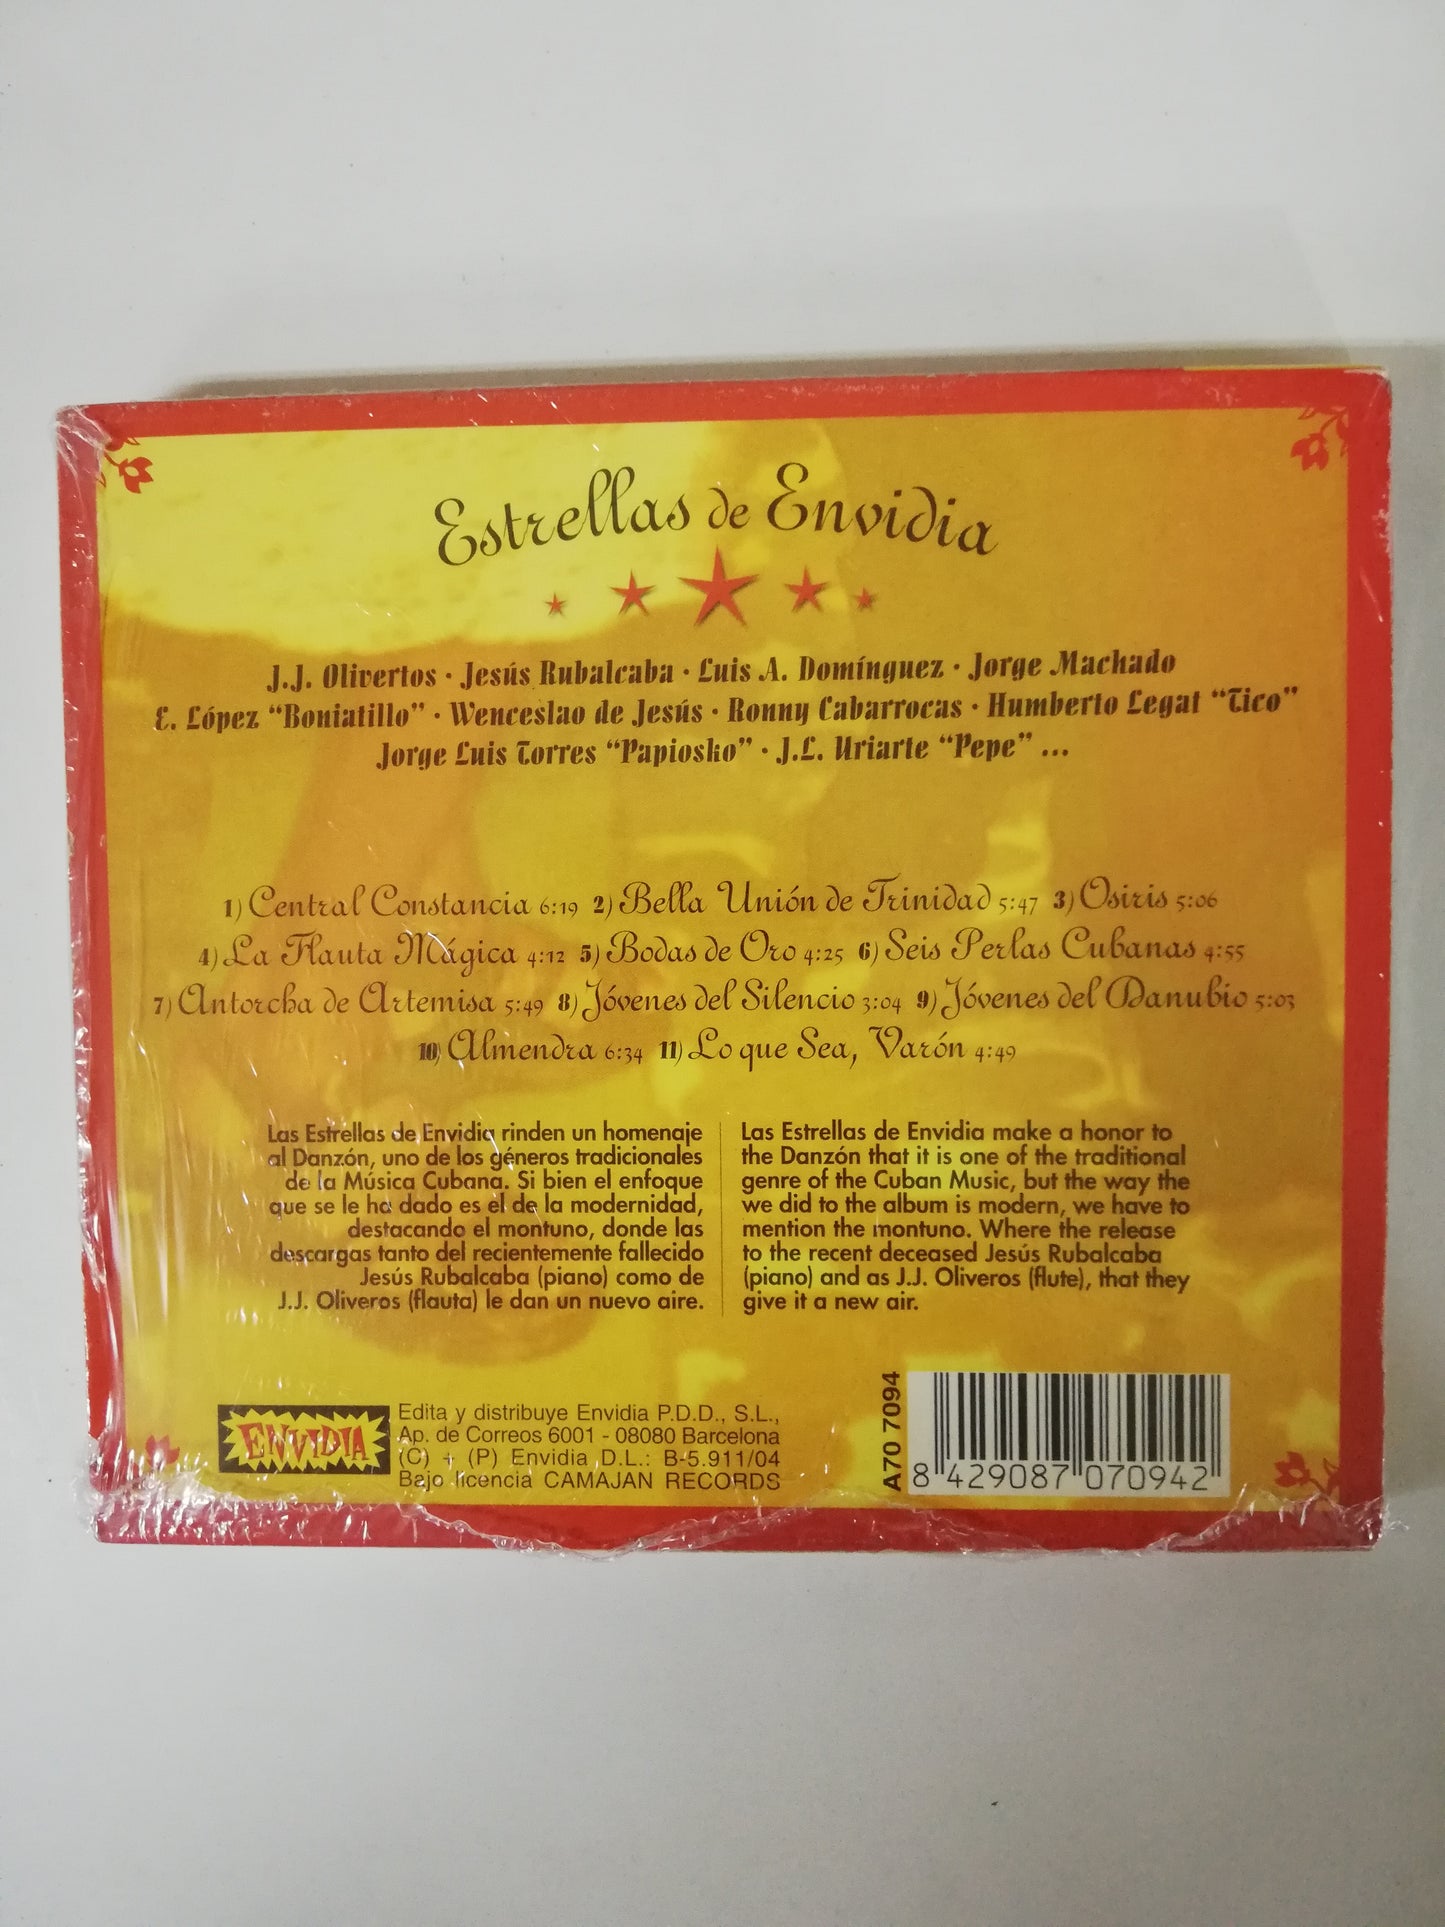 Estrellas de Envidia
J.J. Olivertos · Jesús Rubalcaba · Luis A. Domínguez · Jorge Machado
E. López “Boniatillo” · Wenceslao de Jesús · Ronny Cabarrocas · Humberto Legat “Tico”
Jorge Luis Torres “Papiosko” · J.L. Uriarte “Pepe” ...
1) Central Constancia 6:19 2) Bella Unión de Trinidad 5:47 3) Osiris 5:06
4) La Flauta Mágica 4:12 5) Bodas de Oro 4:25 6) Seis Perlas Cubanas 4:55
7) Antorcha de Artemisa 5:49 8) Jóvenes del Silencio 3:04 9) Jóvenes del Danubio 5:03
10) Almendra 6:34 11) Lo que Sea, Varón 4:49
Las Estrellas de Envidia rinden un homenaje
al Danzón, uno de los géneros tradicionales
de la Música Cubana. Si bien el enfoque
que se le ha dado es el de la modernidad,
destacando el montuno, donde las
descargas tanto del recientemente fallecido
Jesús Rubalcaba (piano) como de
J.J. Oliveros (flauta) le dan un nuevo aire.
Las Estrellas de Envidia make a honor to
the Danzón that it is one of the traditional
genre of the Cuban Music, but the way the
we did to the album is modern, we have to
mention the montuno. Where the release
to the recent deceased Jesús Rubalcaba
(piano) and as J.J. Oliveros (flute), that they
give it a new air.
ENVIDIA
Edita y distribuye Envidia P.D.D., S.L.,
Ap. de Correos 6001 - 08080 Barcelona
(C) + (P) Envidia D.L.: B-5.911/04
Bajo licencia CAMAJAN RECORDS
A70 7094
8 429087 070942